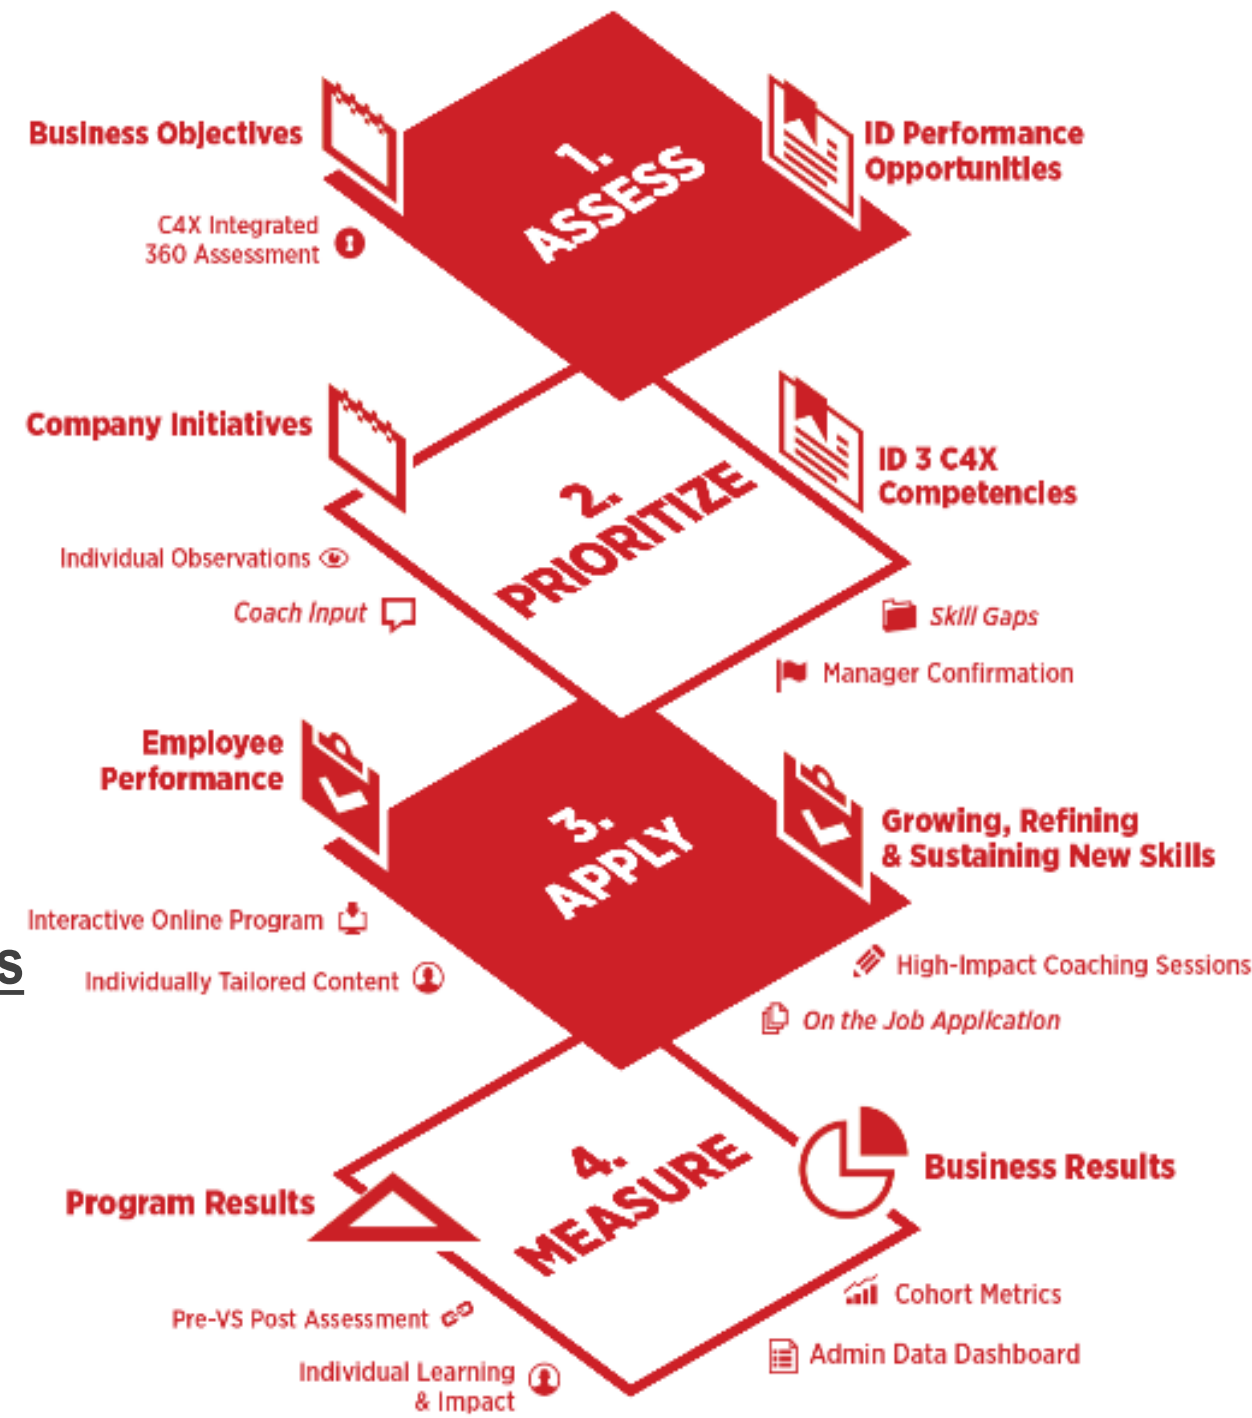 1.
ASSESS
Business Objectives
C4X Integrated
360 Assessment
ID Performance
Opportunities
2.
PRIORITIZE
Company Initiatives
Individual Observations
Coach Input
ID 3 C4X
Competencies
Skill Gaps
Manager Confirmation
3.
APPLY
Employee
Performance
Interactive Online Program
Individually Tailored Content
Growing, Refining
& Sustaining New Skills
High-Impact Coaching Sessions
On the Job Application
s
4.
MEASURE
Program Results
Pre-VS Post Assessment
Individual Learning
& Impact
Business Results
Cohort Metrics
Admin Data Dashboard